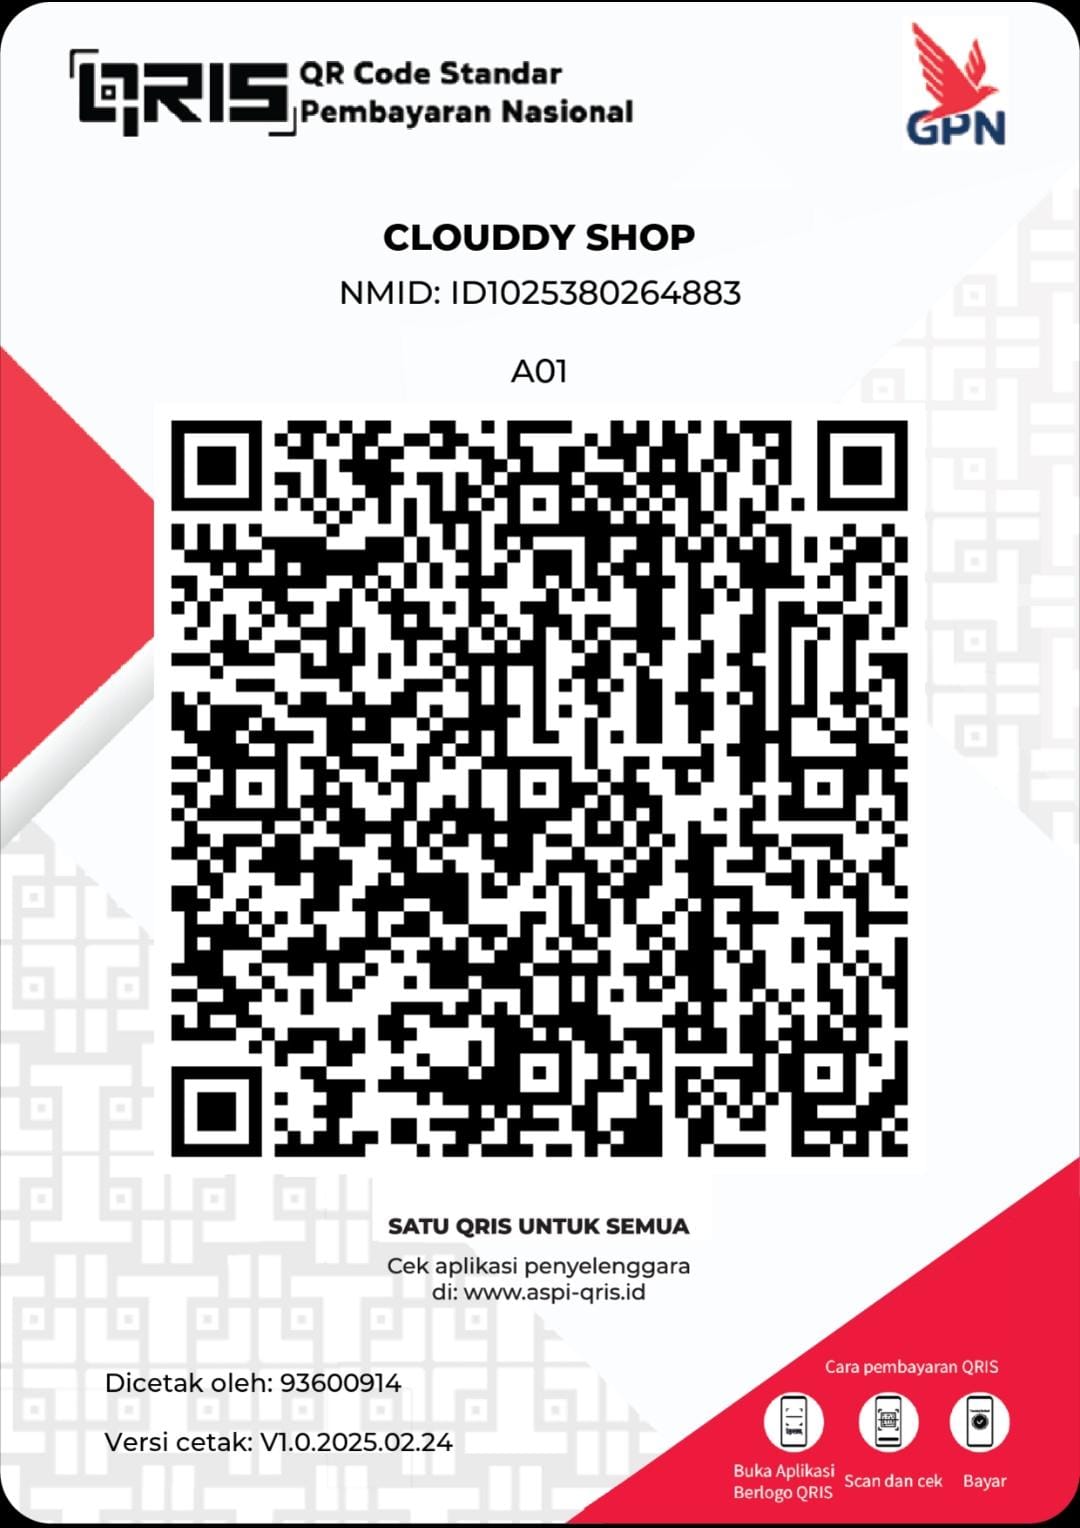 QRIS
QR Code Standar
Pembayaran Nasional
GPN
CLOUDDY SHOP
NMID: ID1025380264883
A01
SATU QRIS UNTUK SEMUA
Cek aplikasi penyelenggara
di: www.aspi-qris.id
Dicetak oleh: 93600914
Versi cetak: V1.0.2025.02.24
Cara pembayaran QRIS
Buka Aplikasi
Berlogo QRIS
Scan dan cek
Bayar